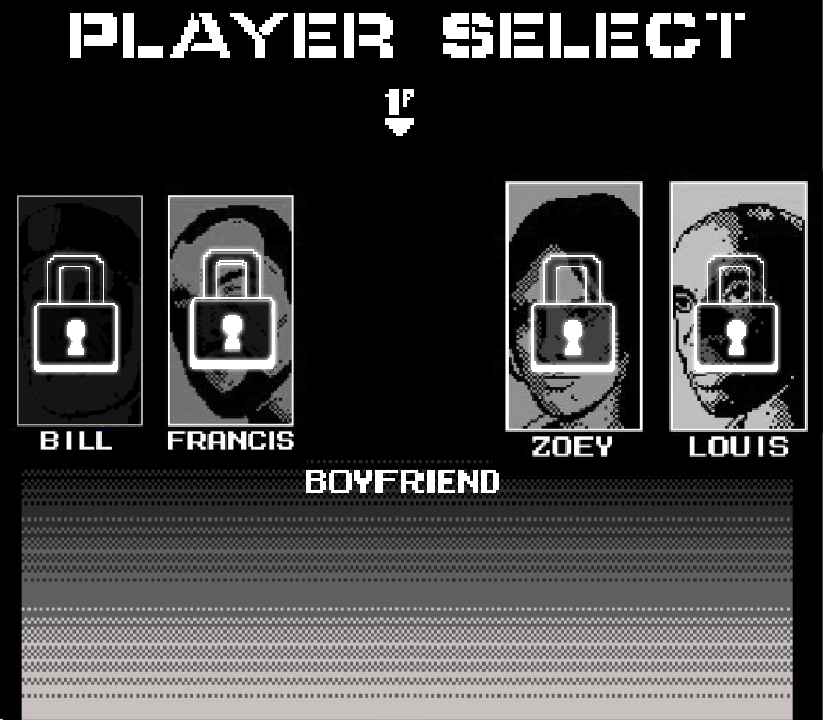 PLAYER SELECT
1P
BILL
FRANCIS
ZOEY
LOUIS
BOYFRIEND